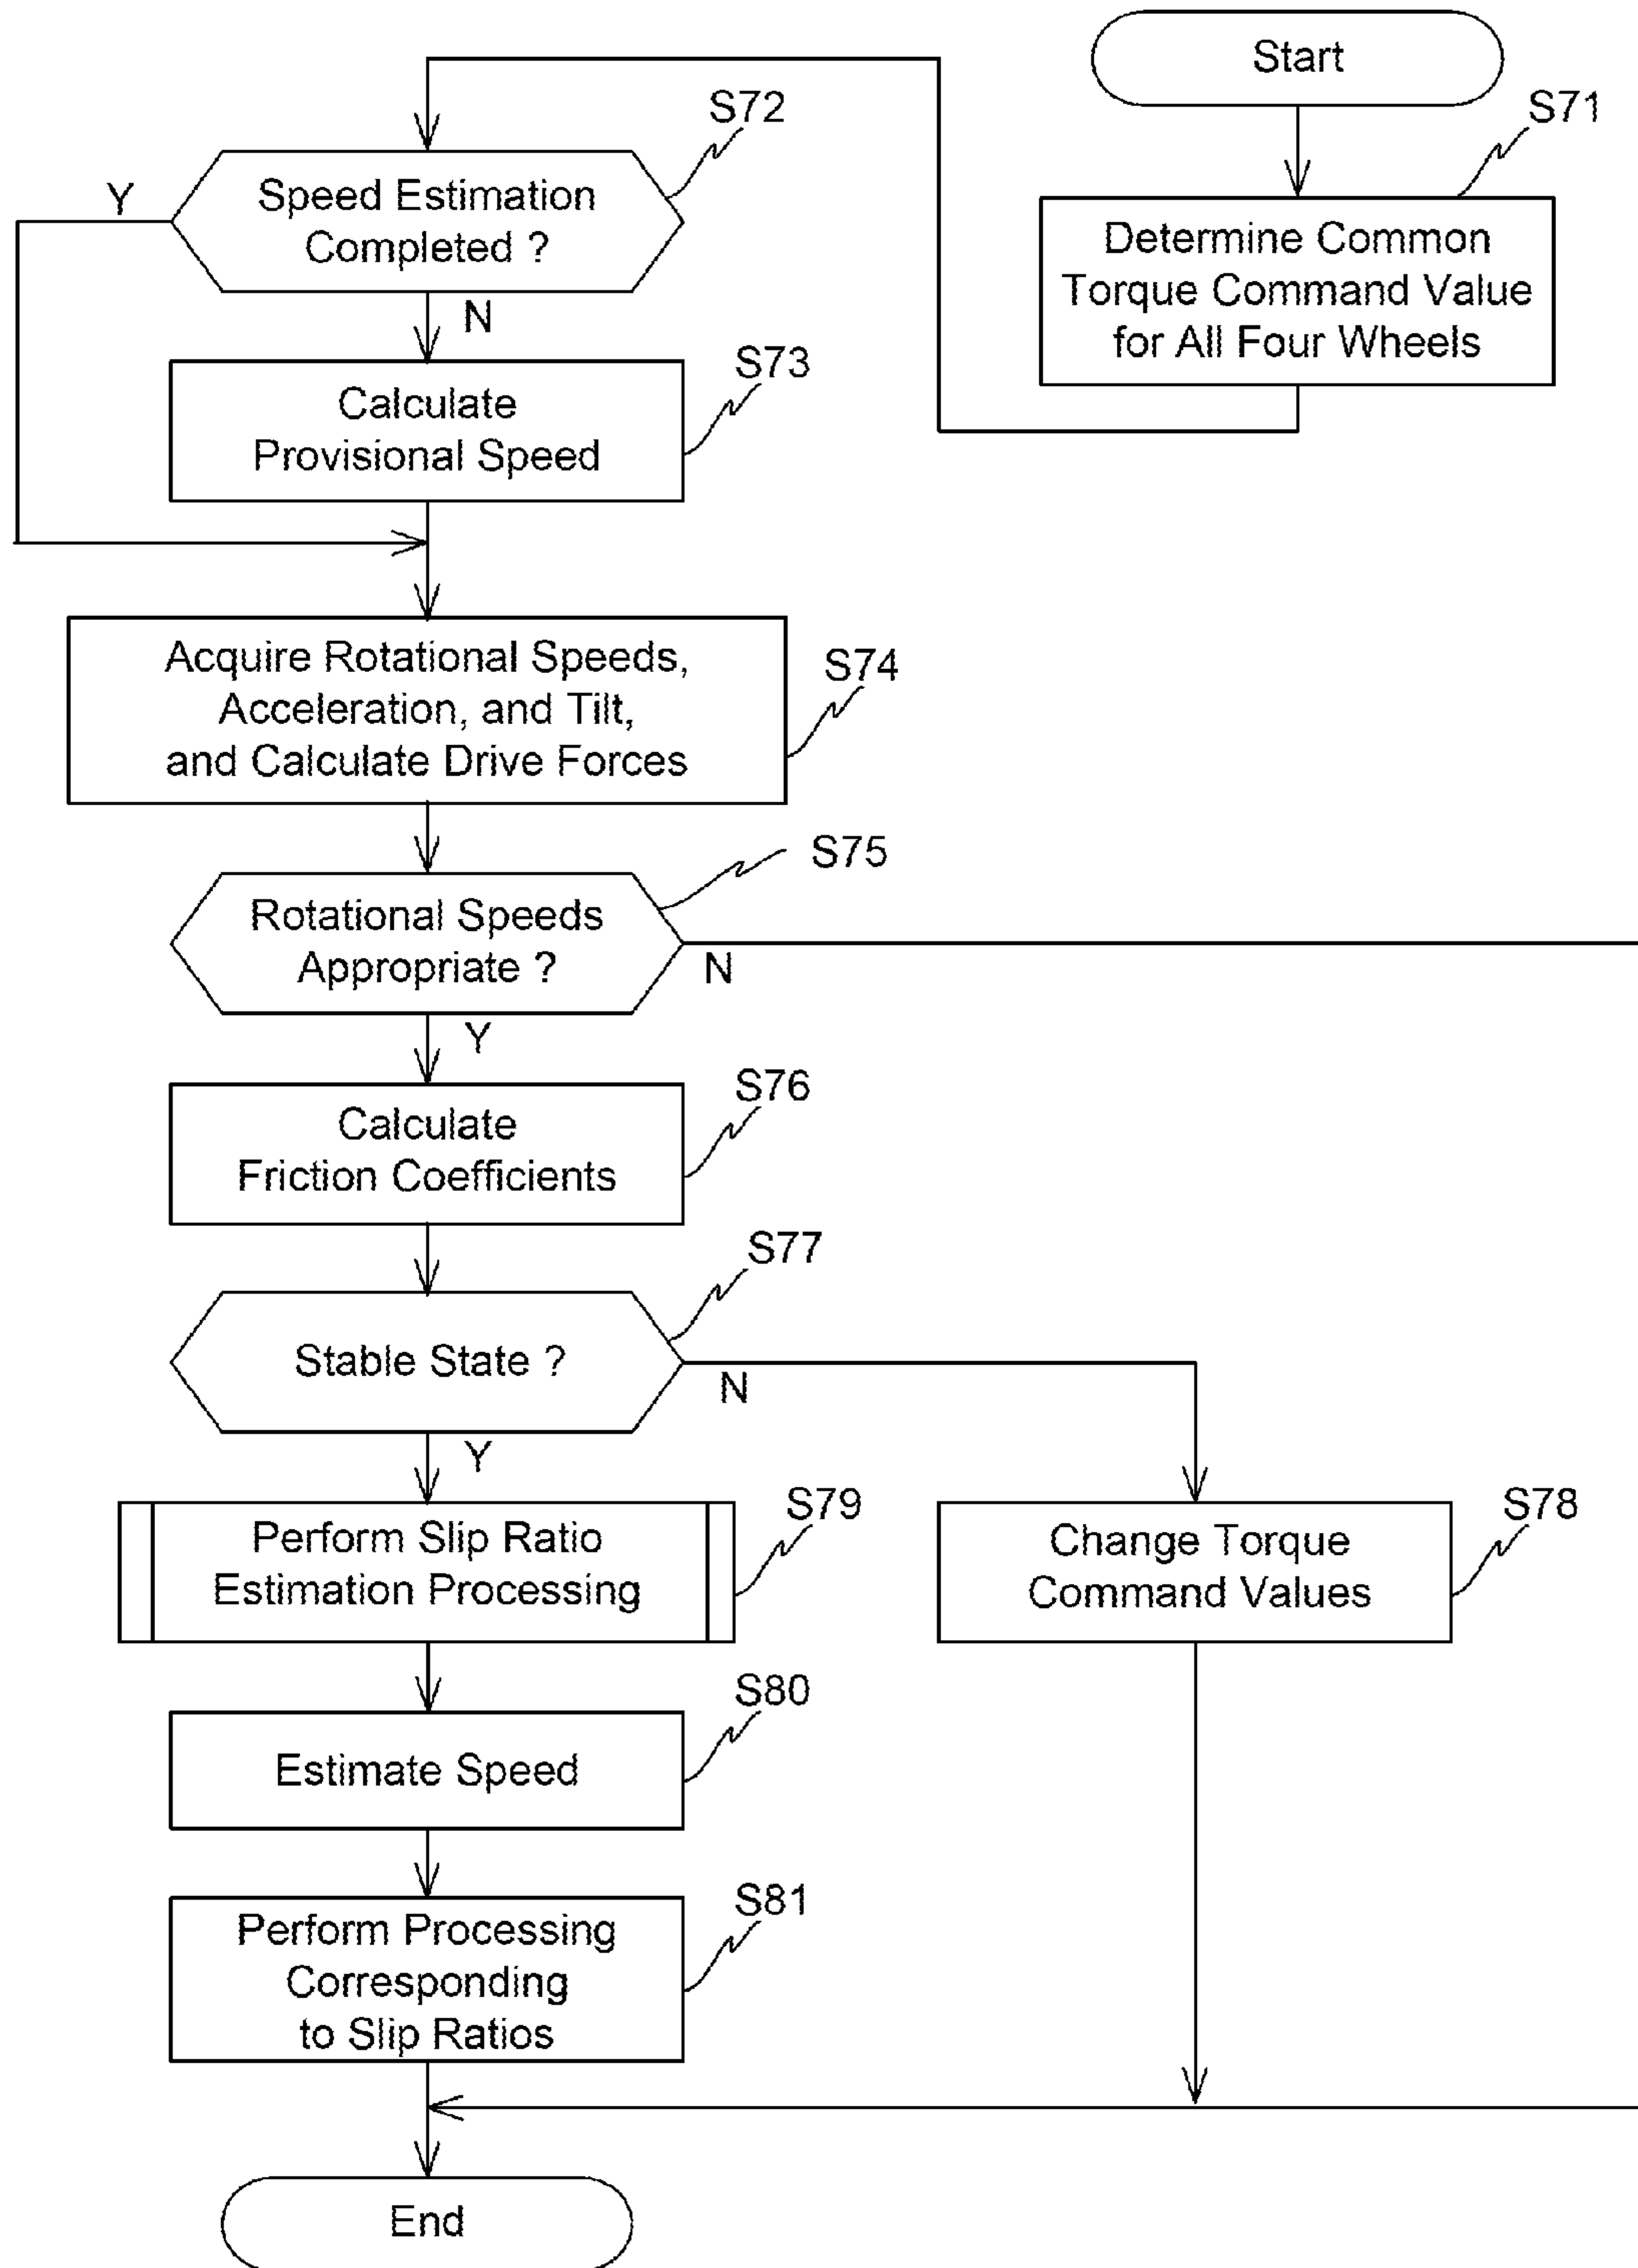 Start
S71
Determine Common
Torque Command Value
for All Four Wheels
S72
Speed Estimation
Completed ?
Y
N
S73
Calculate
Provisional Speed
S74
Acquire Rotational Speeds,
Acceleration, and Tilt,
and Calculate Drive Forces
S75
Rotational Speeds
Appropriate ?
N
Y
S76
Calculate
Friction Coefficients
S77
Stable State ?
N
Y
S79
Perform Slip Ratio
Estimation Processing
S78
Change Torque
Command Values
S80
Estimate Speed
S81
Perform Processing
Corresponding
to Slip Ratios
End